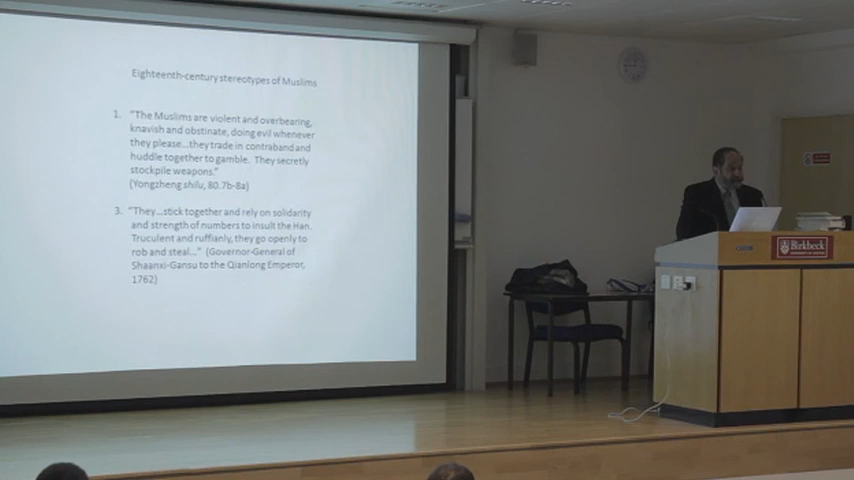 Eighteenth-century stereotypes of Muslims
1. "The Muslims are violent and overbearing,
knavish and obstinate, doing evil whenever
they please...they trade in contraband and
huddle together to gamble. They secretly
stockpile weapons."
(Yongzheng shilu, 80.7b-8a)
3. "They...stick together and rely on solidarity
and strength of numbers to insult the Han.
Truculent and ruffianly, they go openly to
rob and steal..." (Governor-General of
Shaanxi-Gansu to the Qianlong Emperor,
1762)
Birkbeck